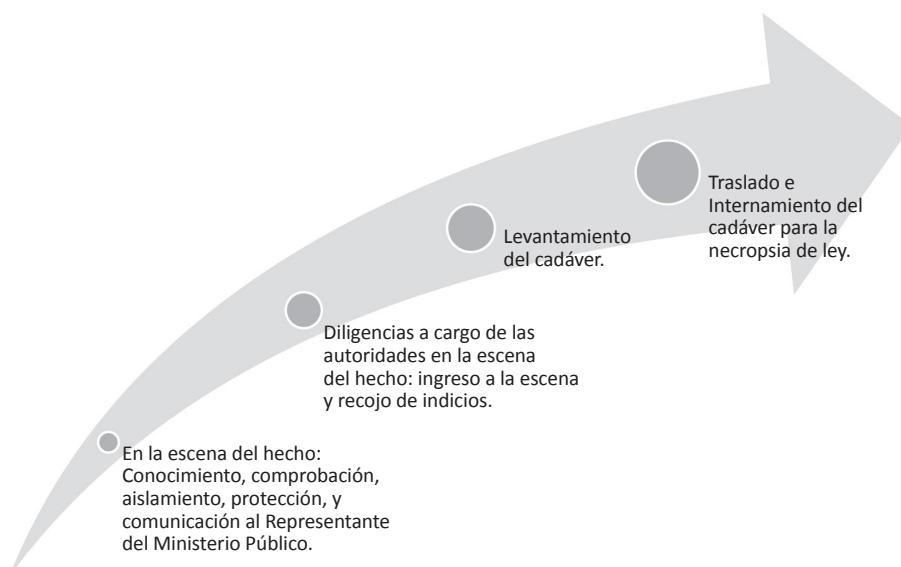 En la escena del hecho:
Conocimiento, comprobación,
aislamiento, protección, y
comunicación al Representante
del Ministerio Público.
Diligencias a cargo de las
autoridades en la escena
del hecho: ingreso a la escena
y recojo de indicios.
Levantamiento
del cadáver.
Traslado e
Internamiento del
cadáver para la
necropsia de ley.